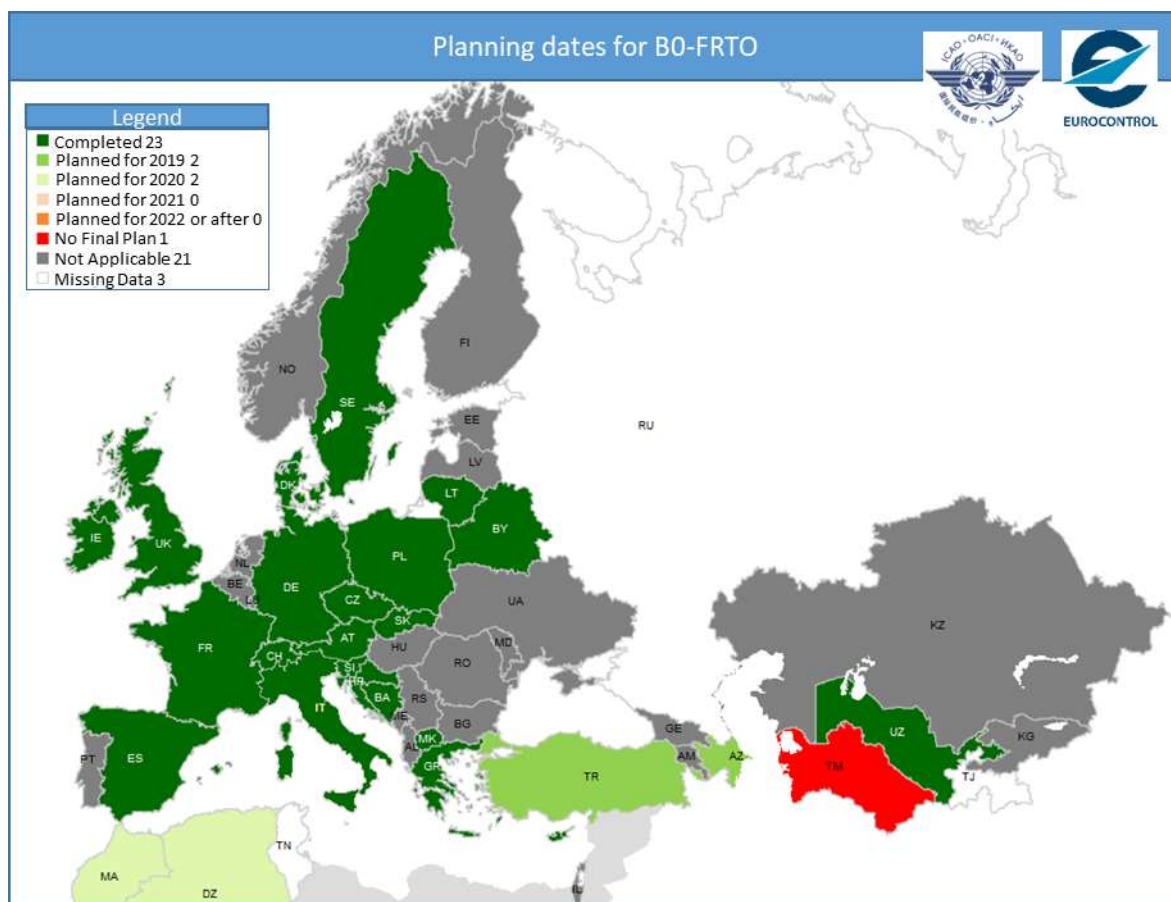 Planning dates for B0-FRTO
ICAO · OACI · ИКАО
EUROCONTROL
Legend
Completed 23
Planned for 2019 2
Planned for 2020 2
Planned for 2021 0
Planned for 2022 or after 0
No Final Plan 1
Not Applicable 21
Missing Data 3
NO
FI
SE
RU
EE
LV
DK
LT
BY
IE
UK
NL
PL
BE
DE
CZ
UA
SK
KZ
FR
AT
HU
MD
CH
RO
SI
HR
BA
RS
IT
ME
BG
GE
UZ
KG
MK
AL
AM
AZ
PT
ES
GR
TR
TM
TJ
TN
MA
DZ
IL